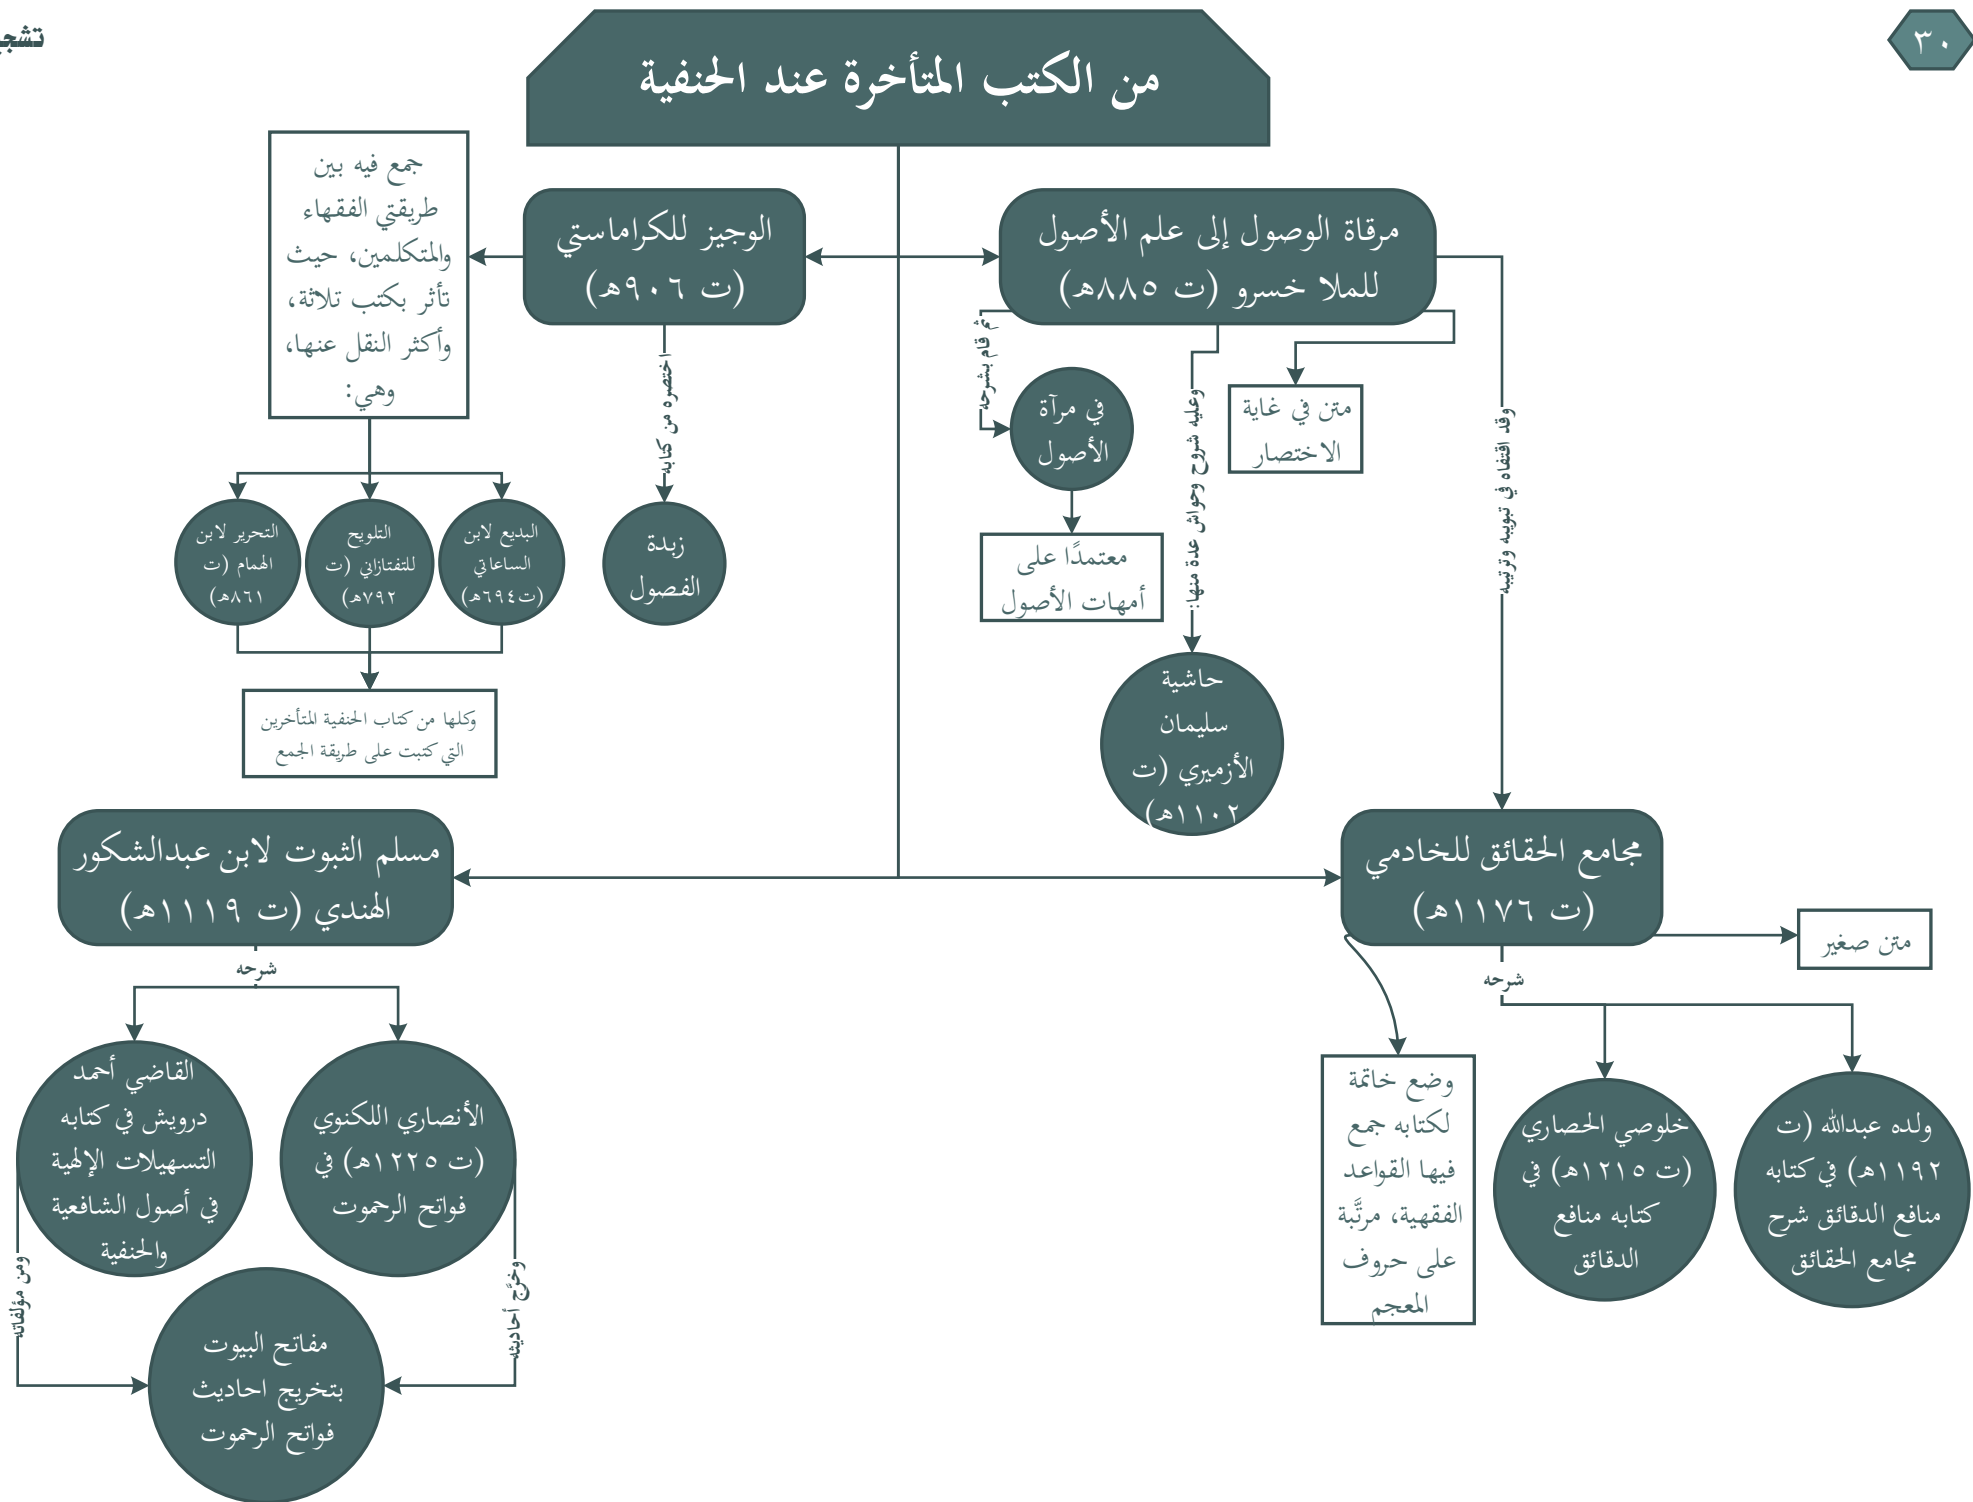 ٣٠
من الكتب المتأخرة عند الحنفية
مرقاة الوصول إلى علم الأصول
للملا خسرو (ت ٨٨٥هـ)
متن في غاية
الاختصار
وعليه شروح وحواش عدة منها:
حاشية
سليمان
الأزميري (ت
١١٠٢هـ)
ثم قام بشرحه
في مرآة
الأصول
معتمدًا على
أمهات الأصول
وقد اقتفاه في تبويبه وترتيبه
الوجيز للكراماستي
(ت ٩٠٦هـ)
اختصره من كتابه
زبدة
الفصول
جمع فيه بين
طريقتي الفقهاء
والمتكلمين، حيث
تأثر بكتب ثلاثة،
وأكثر النقل عنها،
وهي:
البديع لابن
الساعاتي
(ت٦٩٤هـ)
التلويح
للتفتازاني (ت
٧٩٢هـ)
التحرير لابن
الهمام (ت
٨٦١هـ)
وكلها من كتاب الحنفية المتأخرين
التي كتبت على طريقة الجمع
مجامع الحقائق للخادمي
(ت ١١٧٦هـ)
متن صغير
شرحه
ولده عبدالله (ت
١١٩٢هـ) في كتابه
منافع الدقائق شرح
مجامع الحقائق
خلوصي الحصاري
(ت ١٢١٥هـ) في
كتابه منافع
الدقائق
وضع خاتمة
لكتابه جمع
فيها القواعد
الفقهية، مرتَّبة
على حروف
المعجم
مسلم الثبوت لابن عبدالشكور
الهندي (ت ١١١٩هـ)
شرحه
الأنصاري اللكنوي
(ت ١٢٢٥هـ) في
فواتح الرحموت
القاضي أحمد
درويش في كتابه
التسهيلات الإلهية
في أصول الشافعية
والحنفية
وخرَّج أحاديثه
ومن مؤلفاته
مفاتح البيوت
بتخريج احاديث
فواتح الرحموت